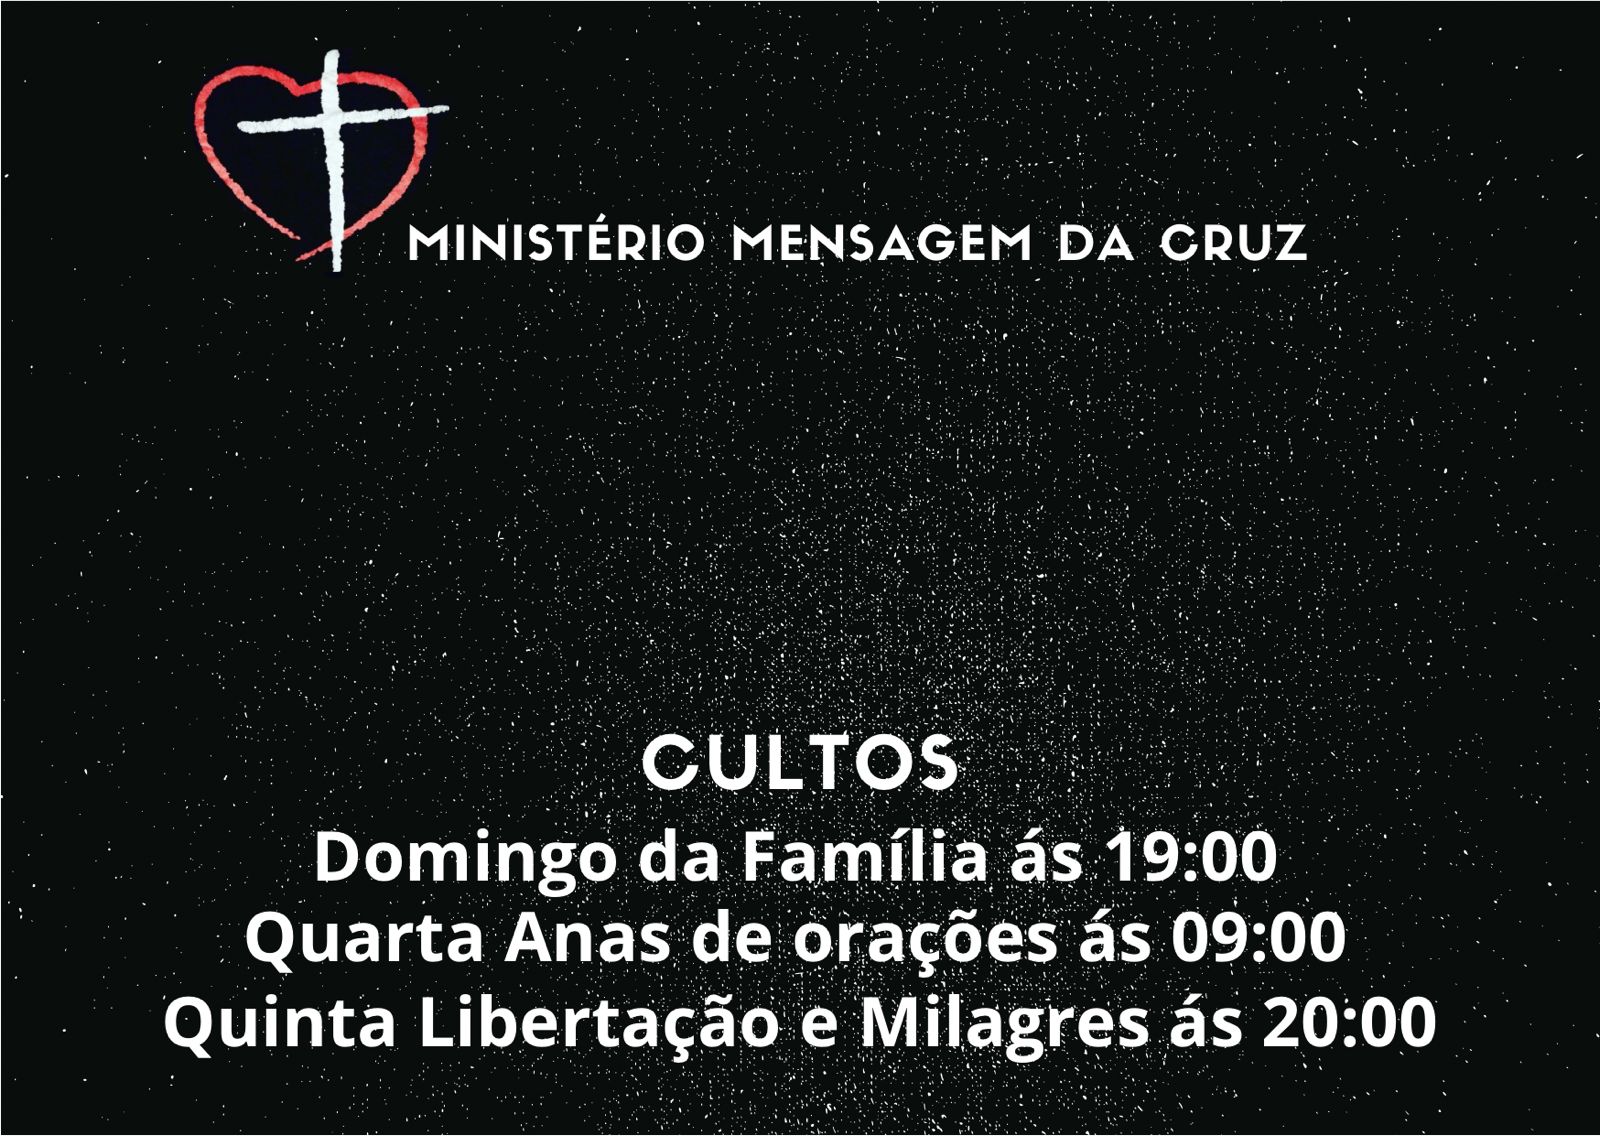 MINISTÉRIO MENSAGEM DA CRUZ
CULTOS
Domingo da Família ás 19:00
Quarta Anas de orações ás 09:00
Quinta Libertação e Milagres ás 20:00